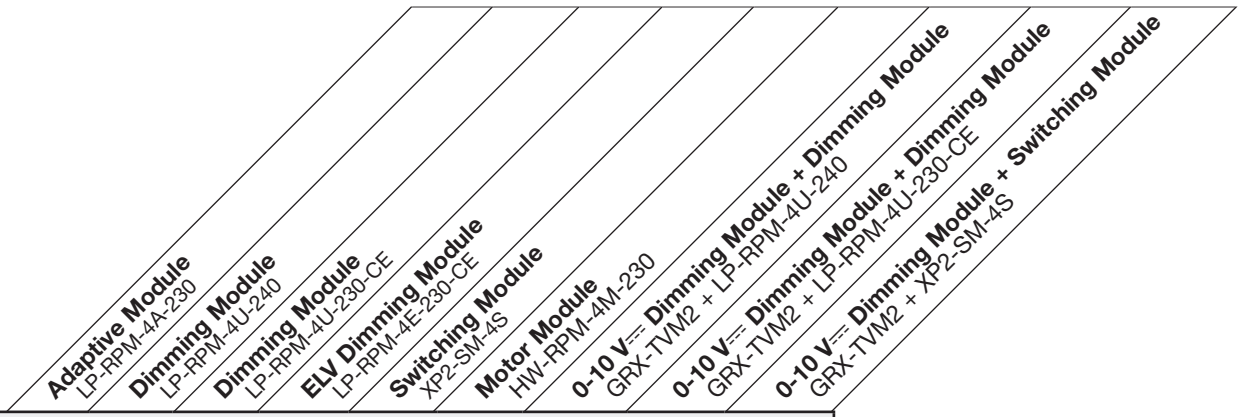 Adaptive Module
LP-RPM-4A-230
Dimming Module
LP-RPM-4U-240
Dimming Module
LP-RPM-4U-230-CE
ELV Dimming Module
LP-RPM-4E-230-CE
Switching Module
XP2-SM-4S
Motor Module
HW-RPM-4M-230
0-10 V⎓ Dimming Module + Dimming Module
GRX-TVM2 + LP-RPM-4U-240
0-10 V⎓ Dimming Module + Dimming Module
GRX-TVM2 + LP-RPM-4U-230-CE
0-10 V⎓ Dimming Module + Switching Module
GRX-TVM2 + XP2-SM-4S